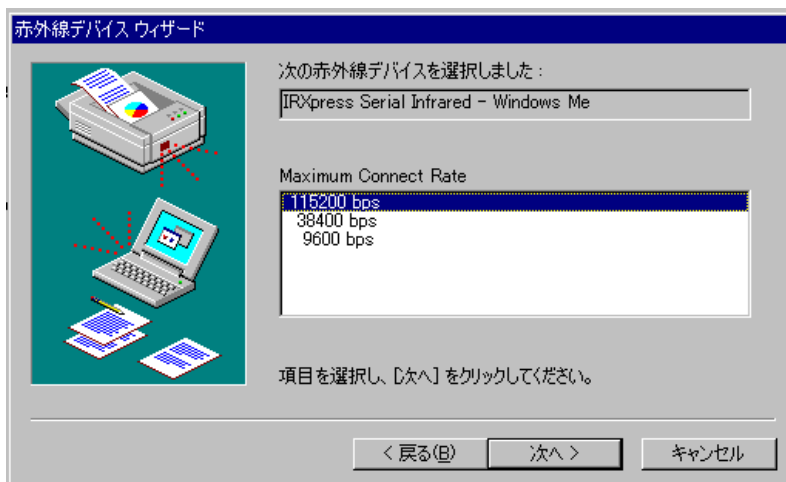 赤外線デバイス ウィザード
次の赤外線デバイスを選択しました：
IRXpress Serial Infrared - Windows Me
Maximum Connect Rate
115200 bps
38400 bps
9600 bps
項目を選択し、[次へ] をクリックしてください。
< 戻る(B)
次へ >
キャンセル